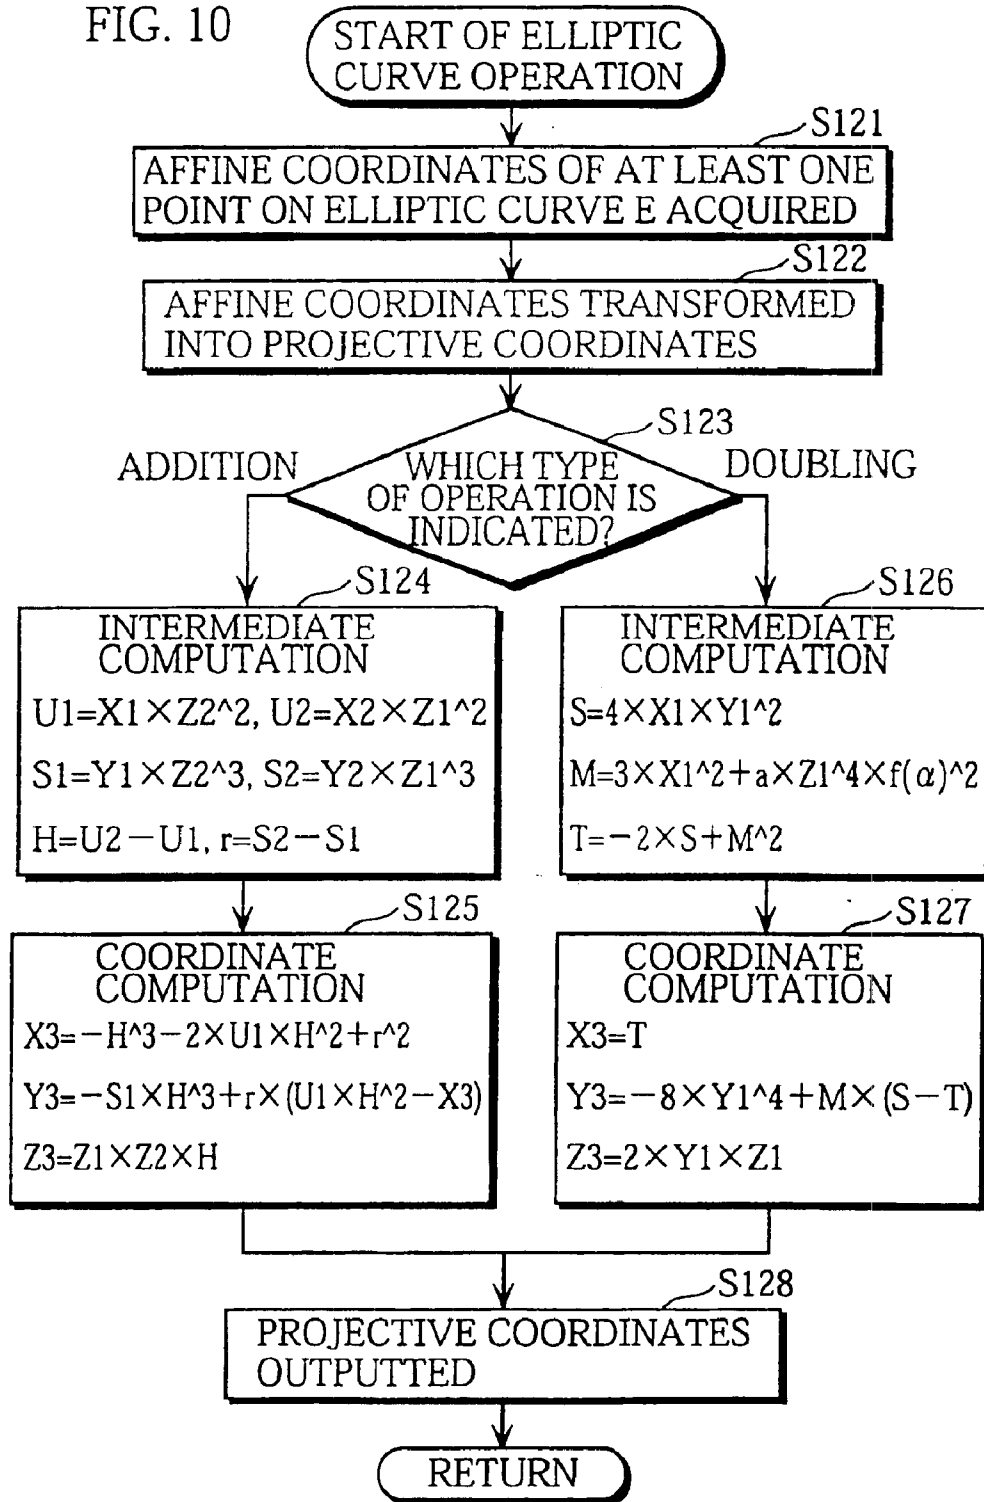 FIG. 10
START OF ELLIPTIC
CURVE OPERATION
S121
AFFINE COORDINATES OF AT LEAST ONE
POINT ON ELLIPTIC CURVE E ACQUIRED
S122
AFFINE COORDINATES TRANSFORMED
INTO PROJECTIVE COORDINATES
S123
ADDITION
WHICH TYPE
OF OPERATION IS
INDICATED?
DOUBLING
S124
INTERMEDIATE
COMPUTATION
U1=X1×Z2^2, U2=X2×Z1^2
S1=Y1×Z2^3, S2=Y2×Z1^3
H=U2−U1, r=S2−S1
S126
INTERMEDIATE
COMPUTATION
S=4×X1×Y1^2
M=3×X1^2+a×Z1^4×f(α)^2
T=−2×S+M^2
S125
COORDINATE
COMPUTATION
X3=−H^3−2×U1×H^2+r^2
Y3=−S1×H^3+r×(U1×H^2−X3)
Z3=Z1×Z2×H
S127
COORDINATE
COMPUTATION
X3=T
Y3=−8×Y1^4+M×(S−T)
Z3=2×Y1×Z1
S128
PROJECTIVE COORDINATES
OUTPUTTED
RETURN